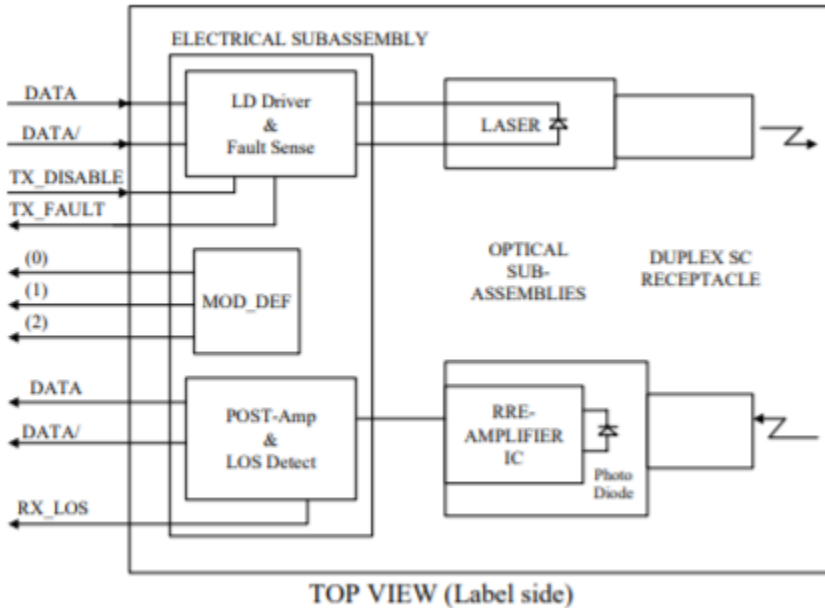 ELECTRICAL SUBASSEMBLY
DATA
DATA/
TX_DISABLE
TX_FAULT
LD Driver
&
Fault Sense
LASER
(0)
(1)
(2)
MOD_DEF
OPTICAL
SUB-
ASSEMBLIES
DUPLEX SC
RECEPTACLE
DATA
DATA/
RX_LOS
POST-Amp
&
LOS Detect
RRE-
AMPLIFIER
IC
Photo
Diode
TOP VIEW (Label side)